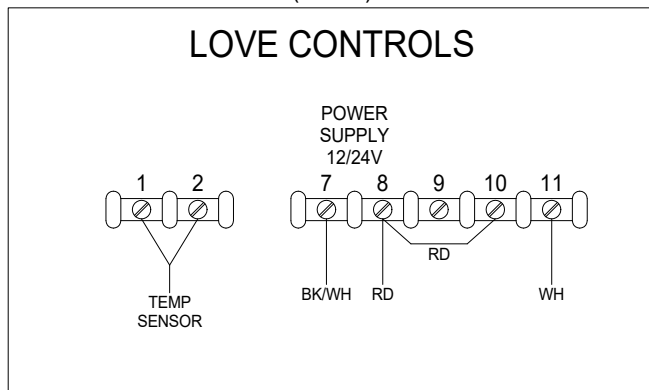 LOVE CONTROLS
POWER
SUPPLY
12/24V
1 2 7 8 9 10 11
RD
BK/WH RD WH
TEMP
SENSOR